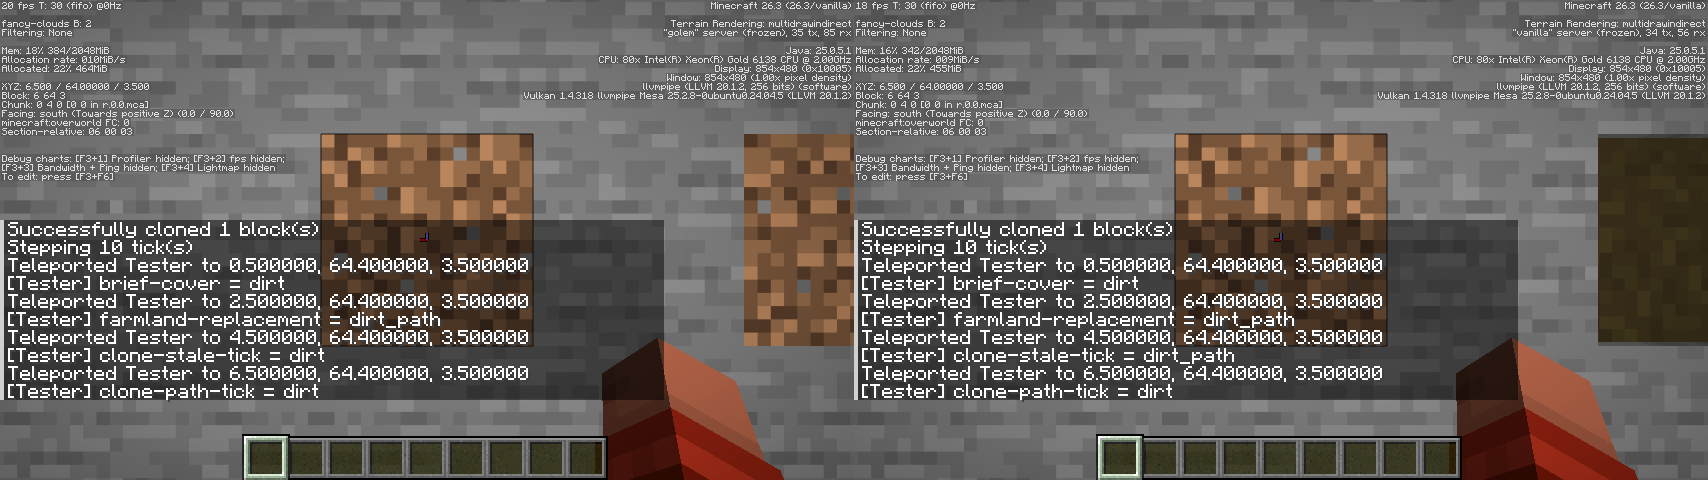 20 fps T: 30 (fifo) @0Hz
fancy-clouds B: 2
Filtering: None
Mem: 18% 384/2048MiB
Allocation rate: 010MiB/s
Allocated: 22% 464MiB
XYZ: 6.500 / 64.00000 / 3.500
Block: 6 64 3
Chunk: 0 4 0 [0 0 in r.0.0.mca]
Facing: south (Towards positive Z) (0.0 / 90.0)
minecraft:overworld FC: 0
Section-relative: 06 00 03
Debug charts: [F3+1] Profiler hidden; [F3+2] fps hidden;
[F3+3] Bandwidth + Ping hidden; [F3+4] Lightmap hidden
To edit: press [F3+F6]
Minecraft 26.3 (26.3/vanilla)
Terrain Rendering: multidrawindirect
"golem" server (frozen), 35 tx, 85 rx
Java: 25.0.5.1
CPU: 80x Intel(R) Xeon(R) Gold 6138 CPU @ 2.00GHz
Display: 854x480 (0x10005)
Window: 854x480 (1.00x pixel density)
llvmpipe (LLVM 20.1.2, 256 bits) (software)
Vulkan 1.4.318 llvmpipe Mesa 25.2.8-0ubuntu0.24.04.5 (LLVM 20.1.2)
Successfully cloned 1 block(s)
Stepping 10 tick(s)
Teleported Tester to 0.500000, 64.400000, 3.500000
[Tester] brief-cover = dirt
Teleported Tester to 2.500000, 64.400000, 3.500000
[Tester] farmland-replacement = dirt_path
Teleported Tester to 4.500000, 64.400000, 3.500000
[Tester] clone-stale-tick = dirt
Teleported Tester to 6.500000, 64.400000, 3.500000
[Tester] clone-path-tick = dirt
18 fps T: 30 (fifo) @0Hz
fancy-clouds B: 2
Filtering: None
Mem: 16% 342/2048MiB
Allocation rate: 009MiB/s
Allocated: 22% 455MiB
XYZ: 6.500 / 64.00000 / 3.500
Block: 6 64 3
Chunk: 0 4 0 [0 0 in r.0.0.mca]
Facing: south (Towards positive Z) (0.0 / 90.0)
minecraft:overworld FC: 0
Section-relative: 06 00 03
Debug charts: [F3+1] Profiler hidden; [F3+2] fps hidden;
[F3+3] Bandwidth + Ping hidden; [F3+4] Lightmap hidden
To edit: press [F3+F6]
Minecraft 26.3 (26.3/vanilla)
Terrain Rendering: multidrawindirect
"vanilla" server (frozen), 34 tx, 56 rx
Java: 25.0.5.1
CPU: 80x Intel(R) Xeon(R) Gold 6138 CPU @ 2.00GHz
Display: 854x480 (0x10005)
Window: 854x480 (1.00x pixel density)
llvmpipe (LLVM 20.1.2, 256 bits) (software)
Vulkan 1.4.318 llvmpipe Mesa 25.2.8-0ubuntu0.24.04.5 (LLVM 20.1.2)
Successfully cloned 1 block(s)
Stepping 10 tick(s)
Teleported Tester to 0.500000, 64.400000, 3.500000
[Tester] brief-cover = dirt
Teleported Tester to 2.500000, 64.400000, 3.500000
[Tester] farmland-replacement = dirt_path
Teleported Tester to 4.500000, 64.400000, 3.500000
[Tester] clone-stale-tick = dirt_path
Teleported Tester to 6.500000, 64.400000, 3.500000
[Tester] clone-path-tick = dirt